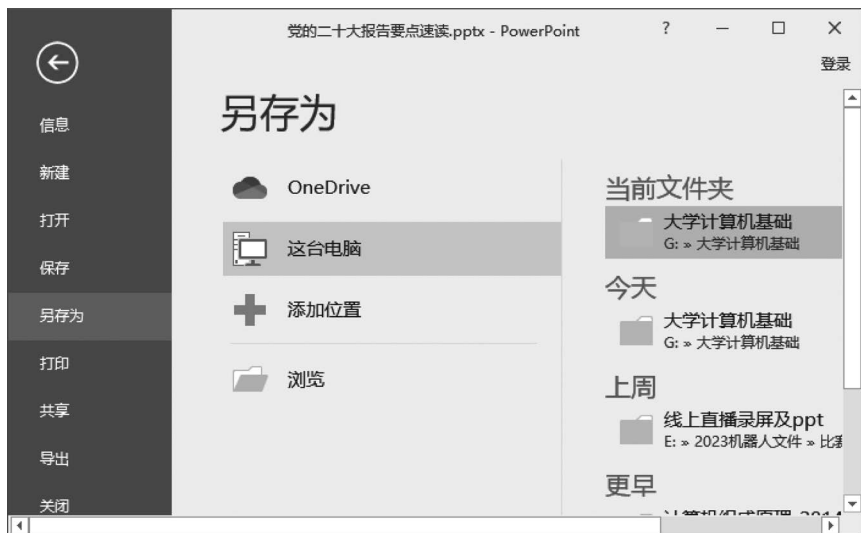 党的二十大报告要点速读.pptx - PowerPoint
?
登录
信息
新建
打开
保存
另存为
打印
共享
导出
关闭
另存为
OneDrive
这台电脑
添加位置
浏览
当前文件夹
大学计算机基础
G: » 大学计算机基础
今天
大学计算机基础
G: » 大学计算机基础
上周
线上直播录屏及ppt
E: » 2023机器人文件 » 比赛
更早